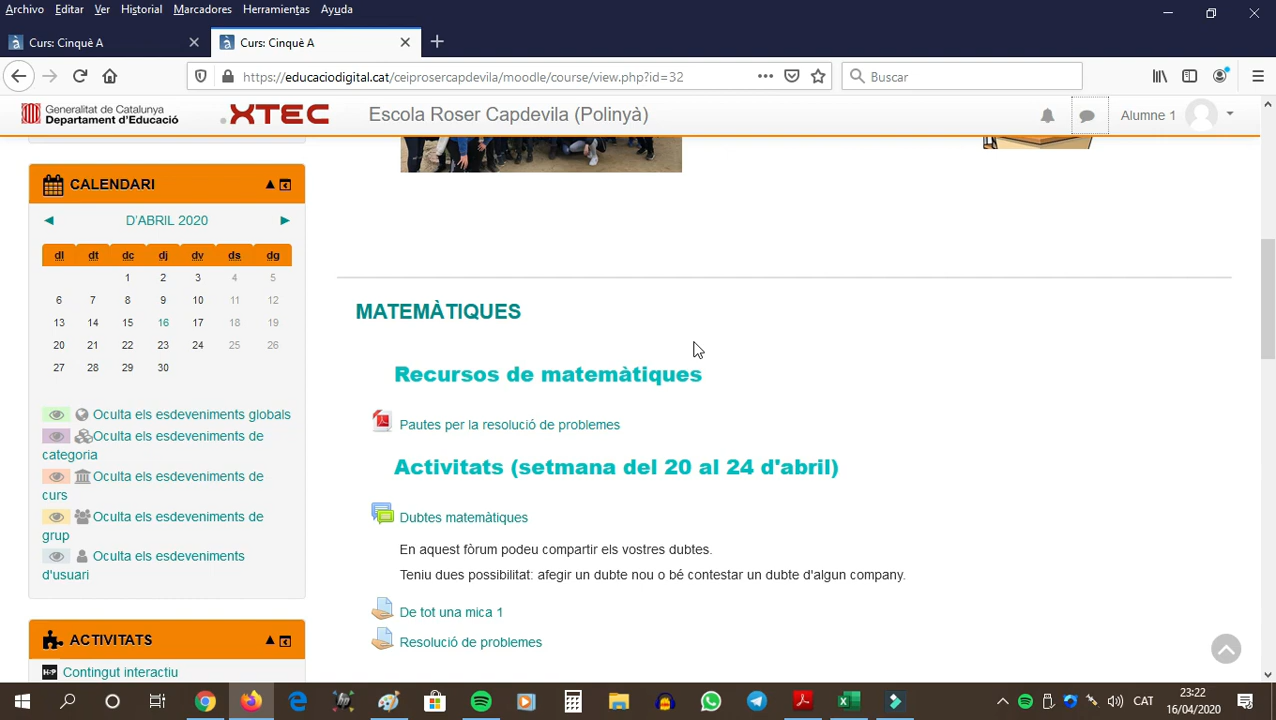 Archivo Editar Ver Historial Marcadores Herramientas Ayuda
Curs: Cinquè A
Curs: Cinquè A
https://educaciodigital.cat/ceiprosercapdevila/moodle/course/view.php?id=32
Buscar
Generalitat de Catalunya
Departament d'Educació
XTEC
Escola Roser Capdevila (Polinyà)
Alumne 1
CALENDARI
D'ABRIL 2020
dl dt dc dj dv ds dg
1 2 3 4 5
6 7 8 9 10 11 12
13 14 15 16 17 18 19
20 21 22 23 24 25 26
27 28 29 30
Oculta els esdeveniments globals
Oculta els esdeveniments de
categoria
Oculta els esdeveniments de
curs
Oculta els esdeveniments de
grup
Oculta els esdeveniments
d'usuari
ACTIVITATS
H-P Contingut interactiu
MATEMÀTIQUES
Recursos de matemàtiques
Pautes per la resolució de problemes
Activitats (setmana del 20 al 24 d'abril)
Dubtes matemàtiques
En aquest fòrum podeu compartir els vostres dubtes.
Teniu dues possibilitat: afegir un dubte nou o bé contestar un dubte d'algun company.
De tot una mica 1
Resolució de problemes
CAT
23:22
16/04/2020